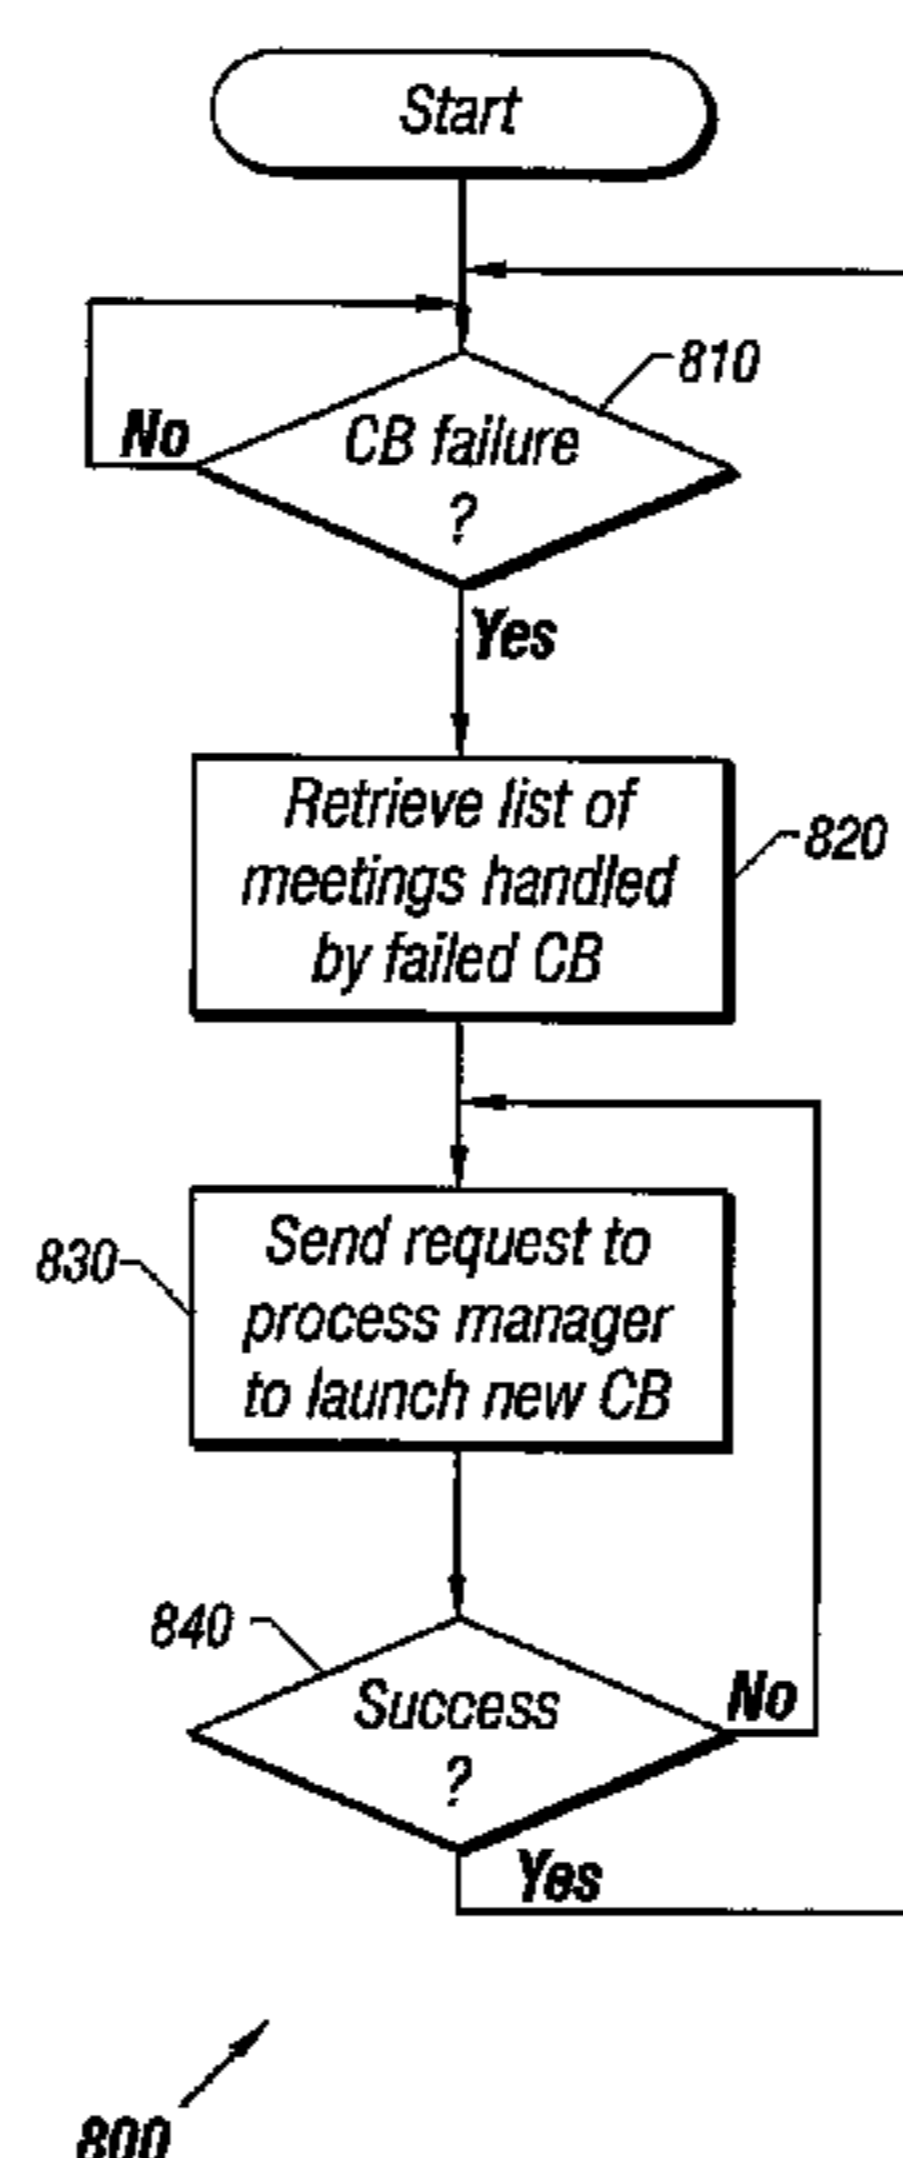 Start
810
No
CB failure
?
Yes
Retrieve list of
meetings handled
by failed CB
820
830
Send request to
process manager
to launch new CB
840
Success
?
No
Yes
800